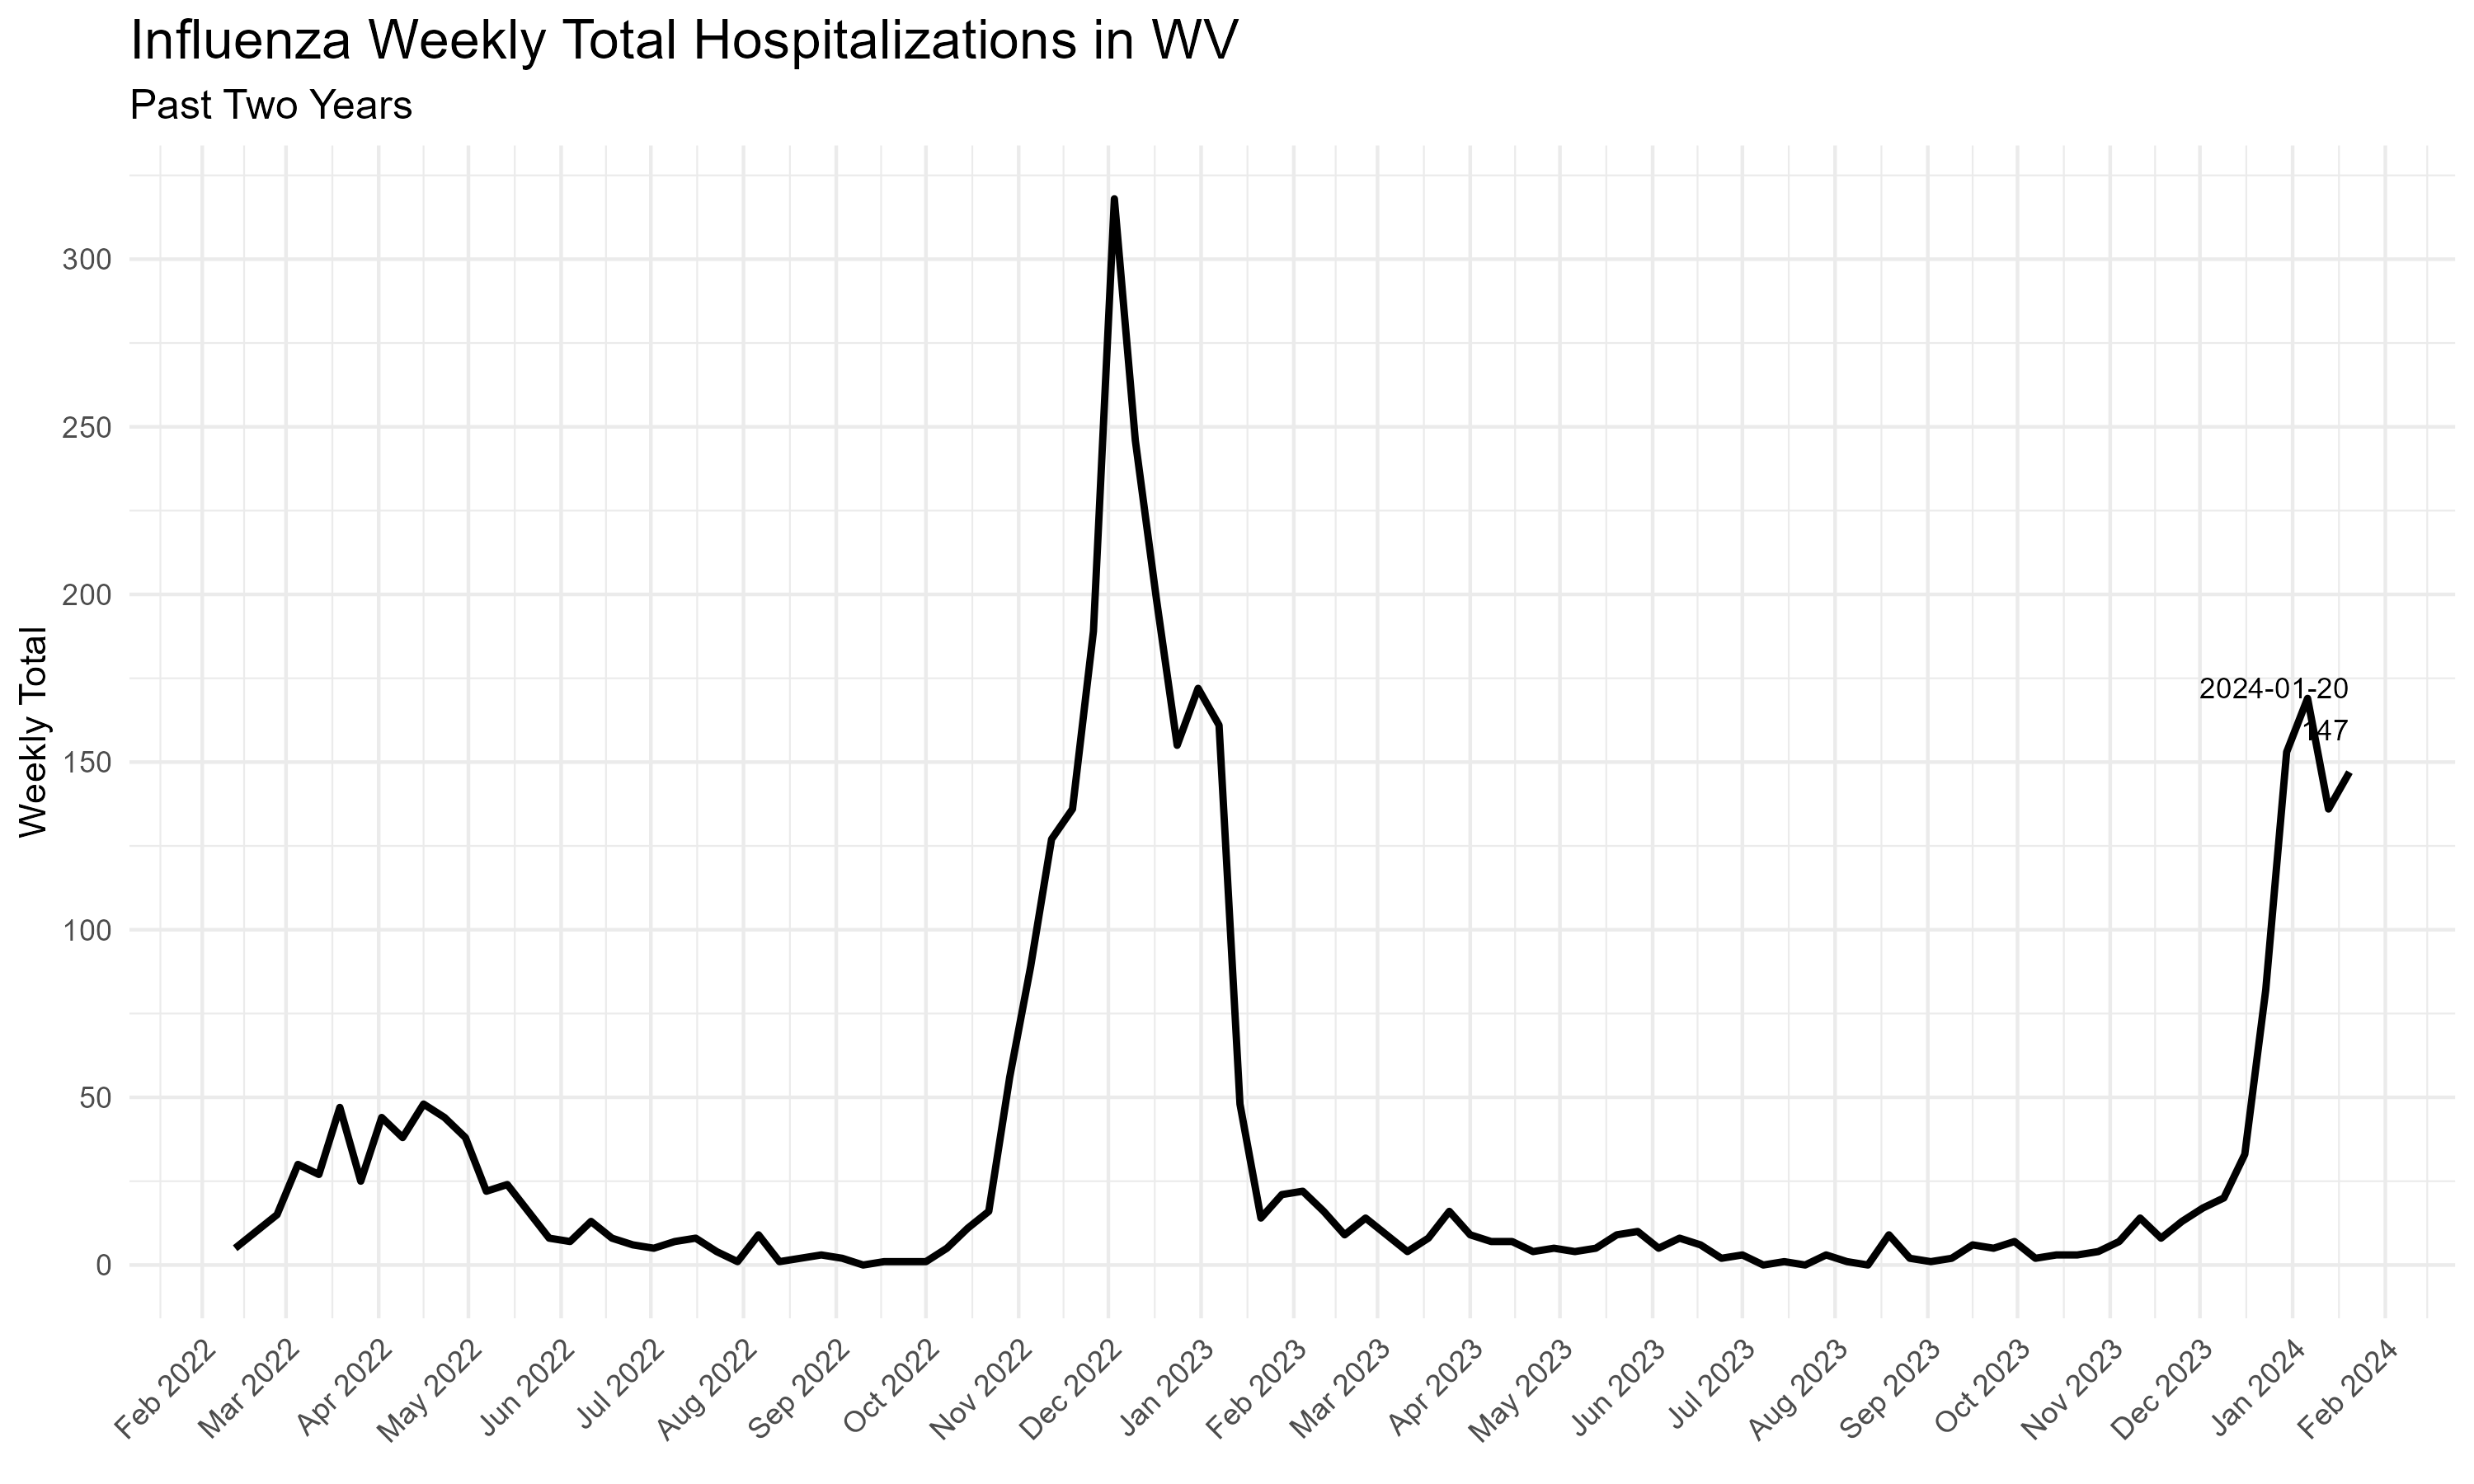 Influenza Weekly Total Hospitalizations in WV
Past Two Years
Weekly Total
300
250
200
150
100
50
0
2024-01-20
147
Feb 2022
Mar 2022
Apr 2022
May 2022
Jun 2022
Jul 2022
Aug 2022
Sep 2022
Oct 2022
Nov 2022
Dec 2022
Jan 2023
Feb 2023
Mar 2023
Apr 2023
May 2023
Jun 2023
Jul 2023
Aug 2023
Sep 2023
Oct 2023
Nov 2023
Dec 2023
Jan 2024
Feb 2024